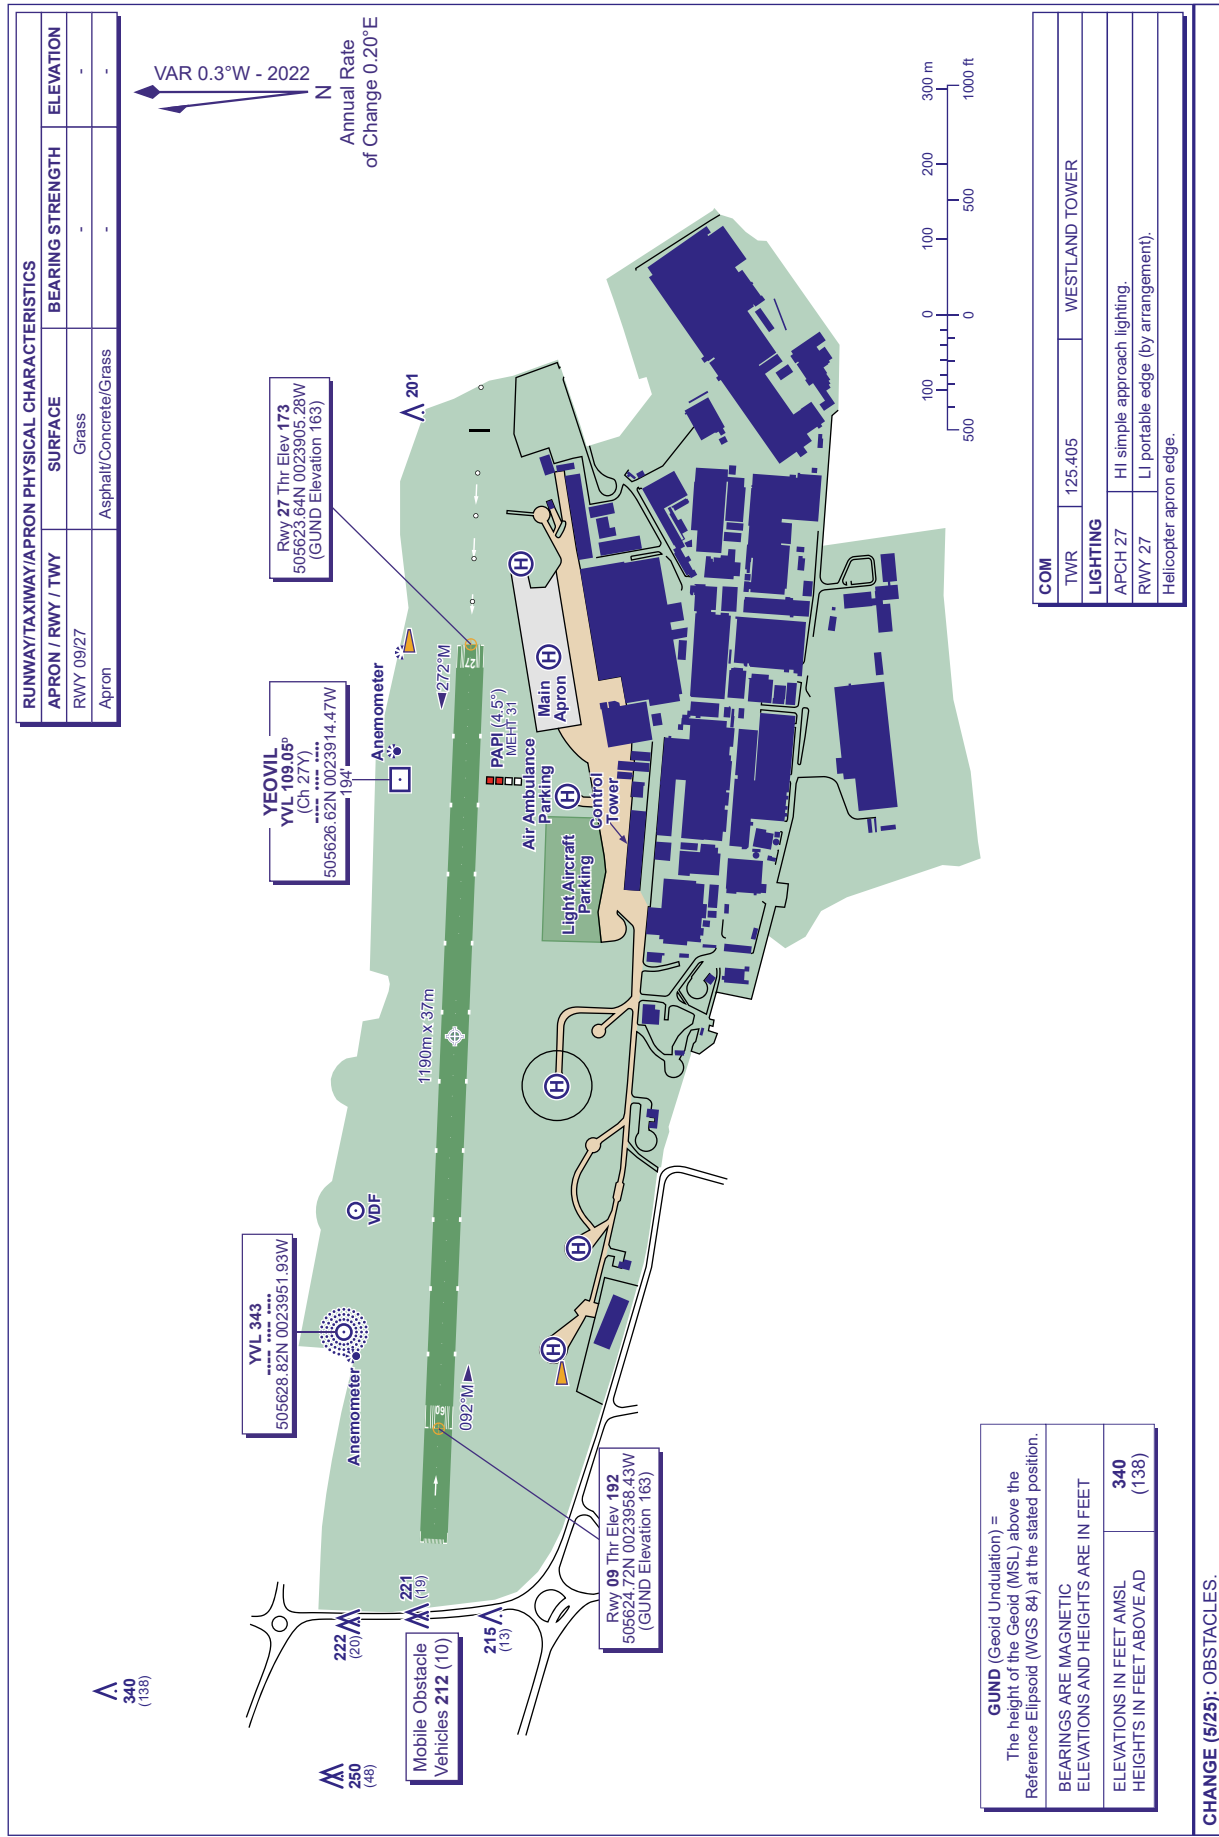 RUNWAY/TAXIWAY/APRON PHYSICAL CHARACTERISTICS
APRON / RWY / TWY SURFACE BEARING STRENGTH ELEVATION
RWY 09/27 Grass - -
Apron Asphalt/Concrete/Grass - -
VAR 0.3°W - 2022
N
Annual Rate
of Change 0.20°E
340
(138)
250
(48)
222
(20)
221
(19)
Mobile Obstacle
Vehicles 212 (10)
215
(13)
YVL 343
505628.82N 0023951.93W
Anemometer
VDF
YEOVIL
YVL 109.05D
(Ch 27Y)
505626.62N 0023914.47W
194'
Anemometer
Rwy 27 Thr Elev 173
505623.64N 0023905.28W
(GUND Elevation 163)
201
09
092°M
1190m x 37m
272°M
27
PAPI (4.5°)
MEHT 31
Rwy 09 Thr Elev 192
505624.72N 0023958.43W
(GUND Elevation 163)
H
H
H
Light Aircraft
Parking
Air Ambulance
Parking
H
Control
Tower
Main
Apron
H
H
100 0 100 200 300 m
500 0 500 1000 ft
GUND (Geoid Undulation) =
The height of the Geoid (MSL) above the
Reference Elipsoid (WGS 84) at the stated position.
BEARINGS ARE MAGNETIC
ELEVATIONS AND HEIGHTS ARE IN FEET
ELEVATIONS IN FEET AMSL 340
HEIGHTS IN FEET ABOVE AD (138)
COM
TWR 125.405 WESTLAND TOWER
LIGHTING
APCH 27 HI simple approach lighting.
RWY 27 LI portable edge (by arrangement).
Helicopter apron edge.
CHANGE (5/25): OBSTACLES.